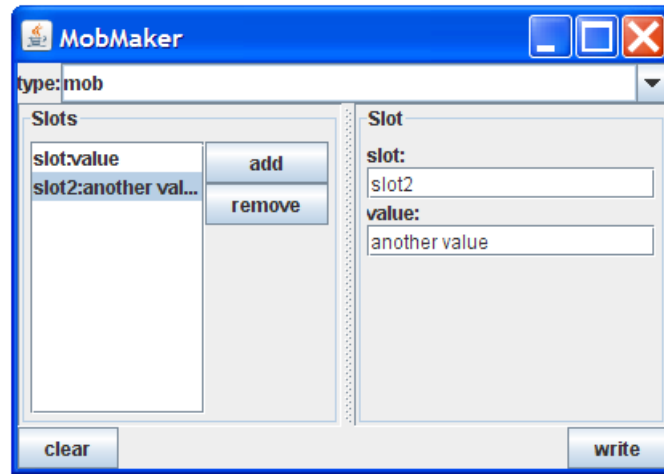 MobMaker
type: mob
Slots
slot:value
slot2:another val...
add
remove
Slot
slot:
slot2
value:
another value
clear
write